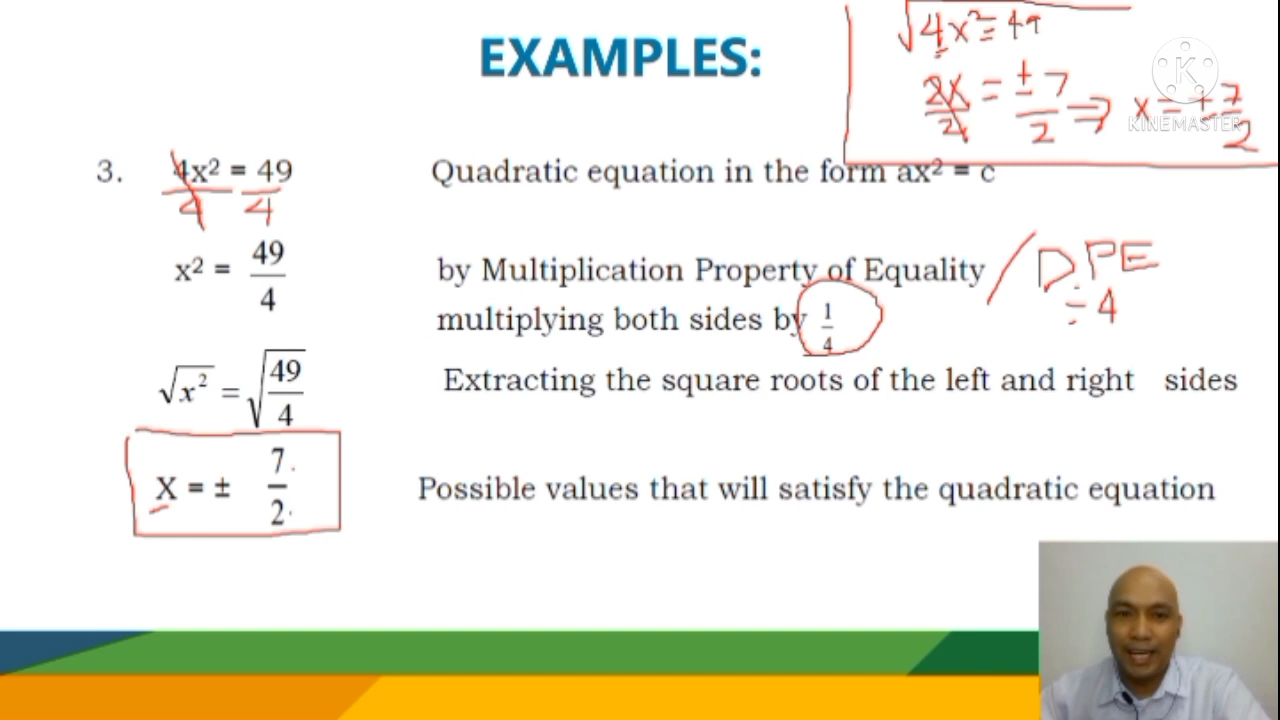 √4x² = 49
EXAMPLES:
2x/2 = ±7/2 ⇒ x = ±7/2
KINEMASTER
3. 4x² = 49 Quadratic equation in the form ax² = c
4 4
x² = 49/4 by Multiplication Property of Equality / DPE
÷ 4
multiplying both sides by 1/4
√x² = √49/4 Extracting the square roots of the left and right sides
X = ± 7/2 Possible values that will satisfy the quadratic equation